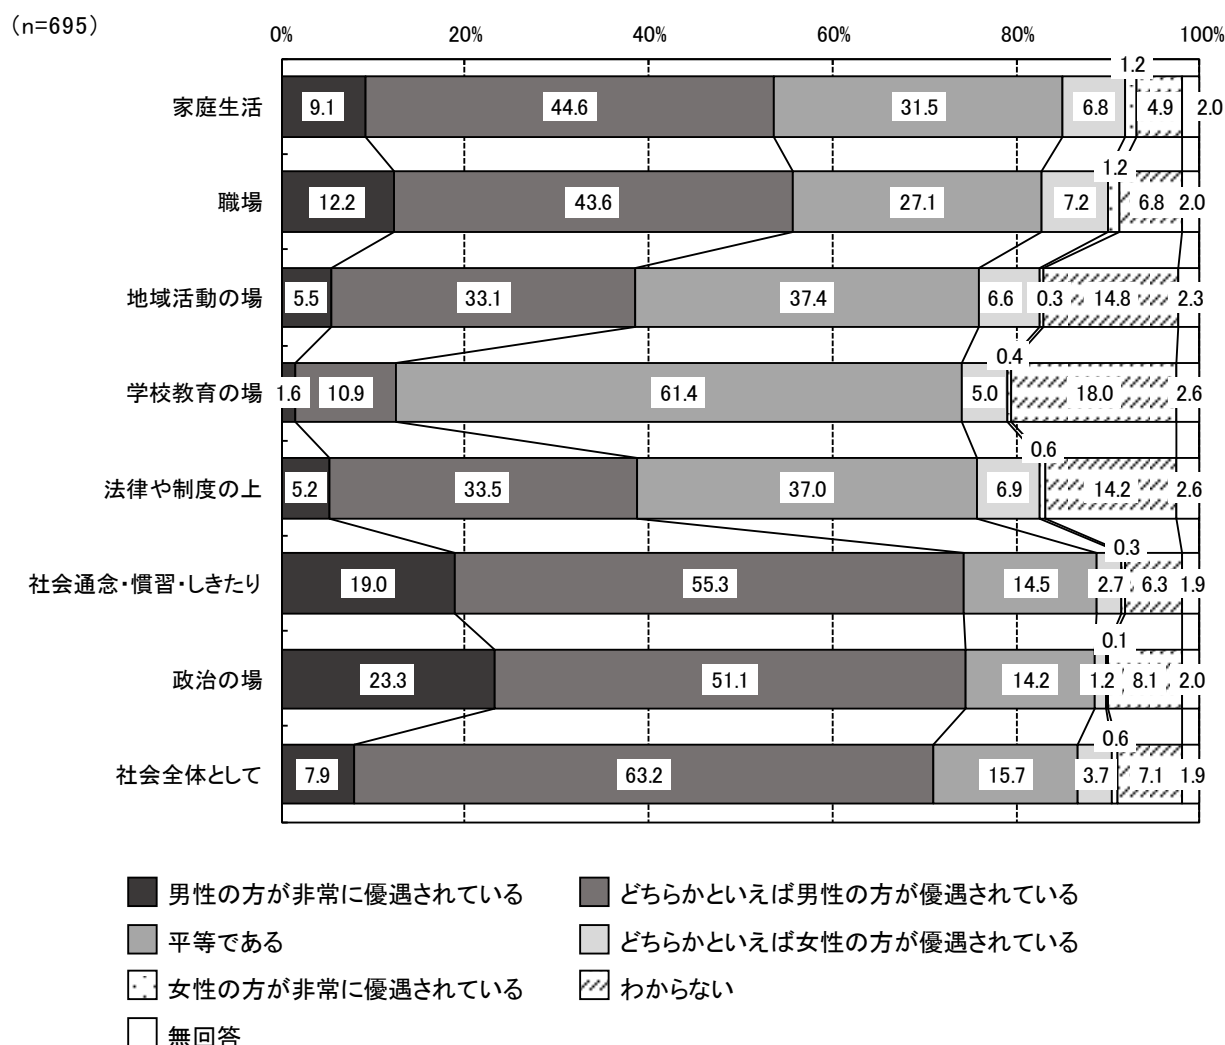 (n=695)
0% 20% 40% 60% 80% 100%
1.2
家庭生活 9.1 44.6 31.5 6.8 4.9 2.0
1.2
職場 12.2 43.6 27.1 7.2 6.8 2.0
地域活動の場 5.5 33.1 37.4 6.6 0.3 14.8 2.3
0.4
学校教育の場 1.6 10.9 61.4 5.0 18.0 2.6
0.6
法律や制度の上 5.2 33.5 37.0 6.9 14.2 2.6
0.3
社会通念・慣習・しきたり 19.0 55.3 14.5 2.7 6.3 1.9
0.1
政治の場 23.3 51.1 14.2 1.2 8.1 2.0
0.6
社会全体として 7.9 63.2 15.7 3.7 7.1 1.9
男性の方が非常に優遇されている どちらかといえば男性の方が優遇されている
平等である どちらかといえば女性の方が優遇されている
女性の方が非常に優遇されている わからない
無回答